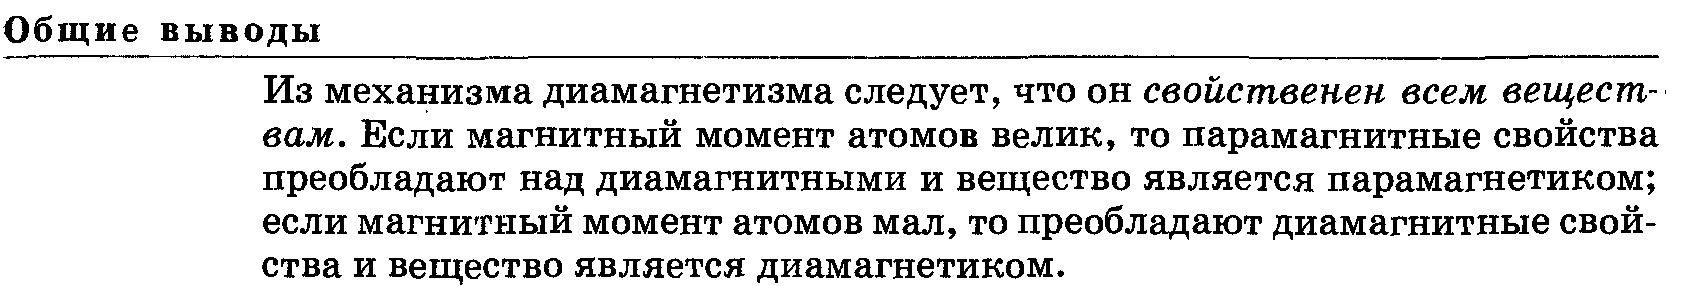 Общие выводы
Из механизма диамагнетизма следует, что он свойственен всем вещест-
вам. Если магнитный момент атомов велик, то парамагнитные свойства
преобладают над диамагнитными и вещество является парамагнетиком;
если магнитный момент атомов мал, то преобладают диамагнитные свой-
ства и вещество является диамагнетиком.